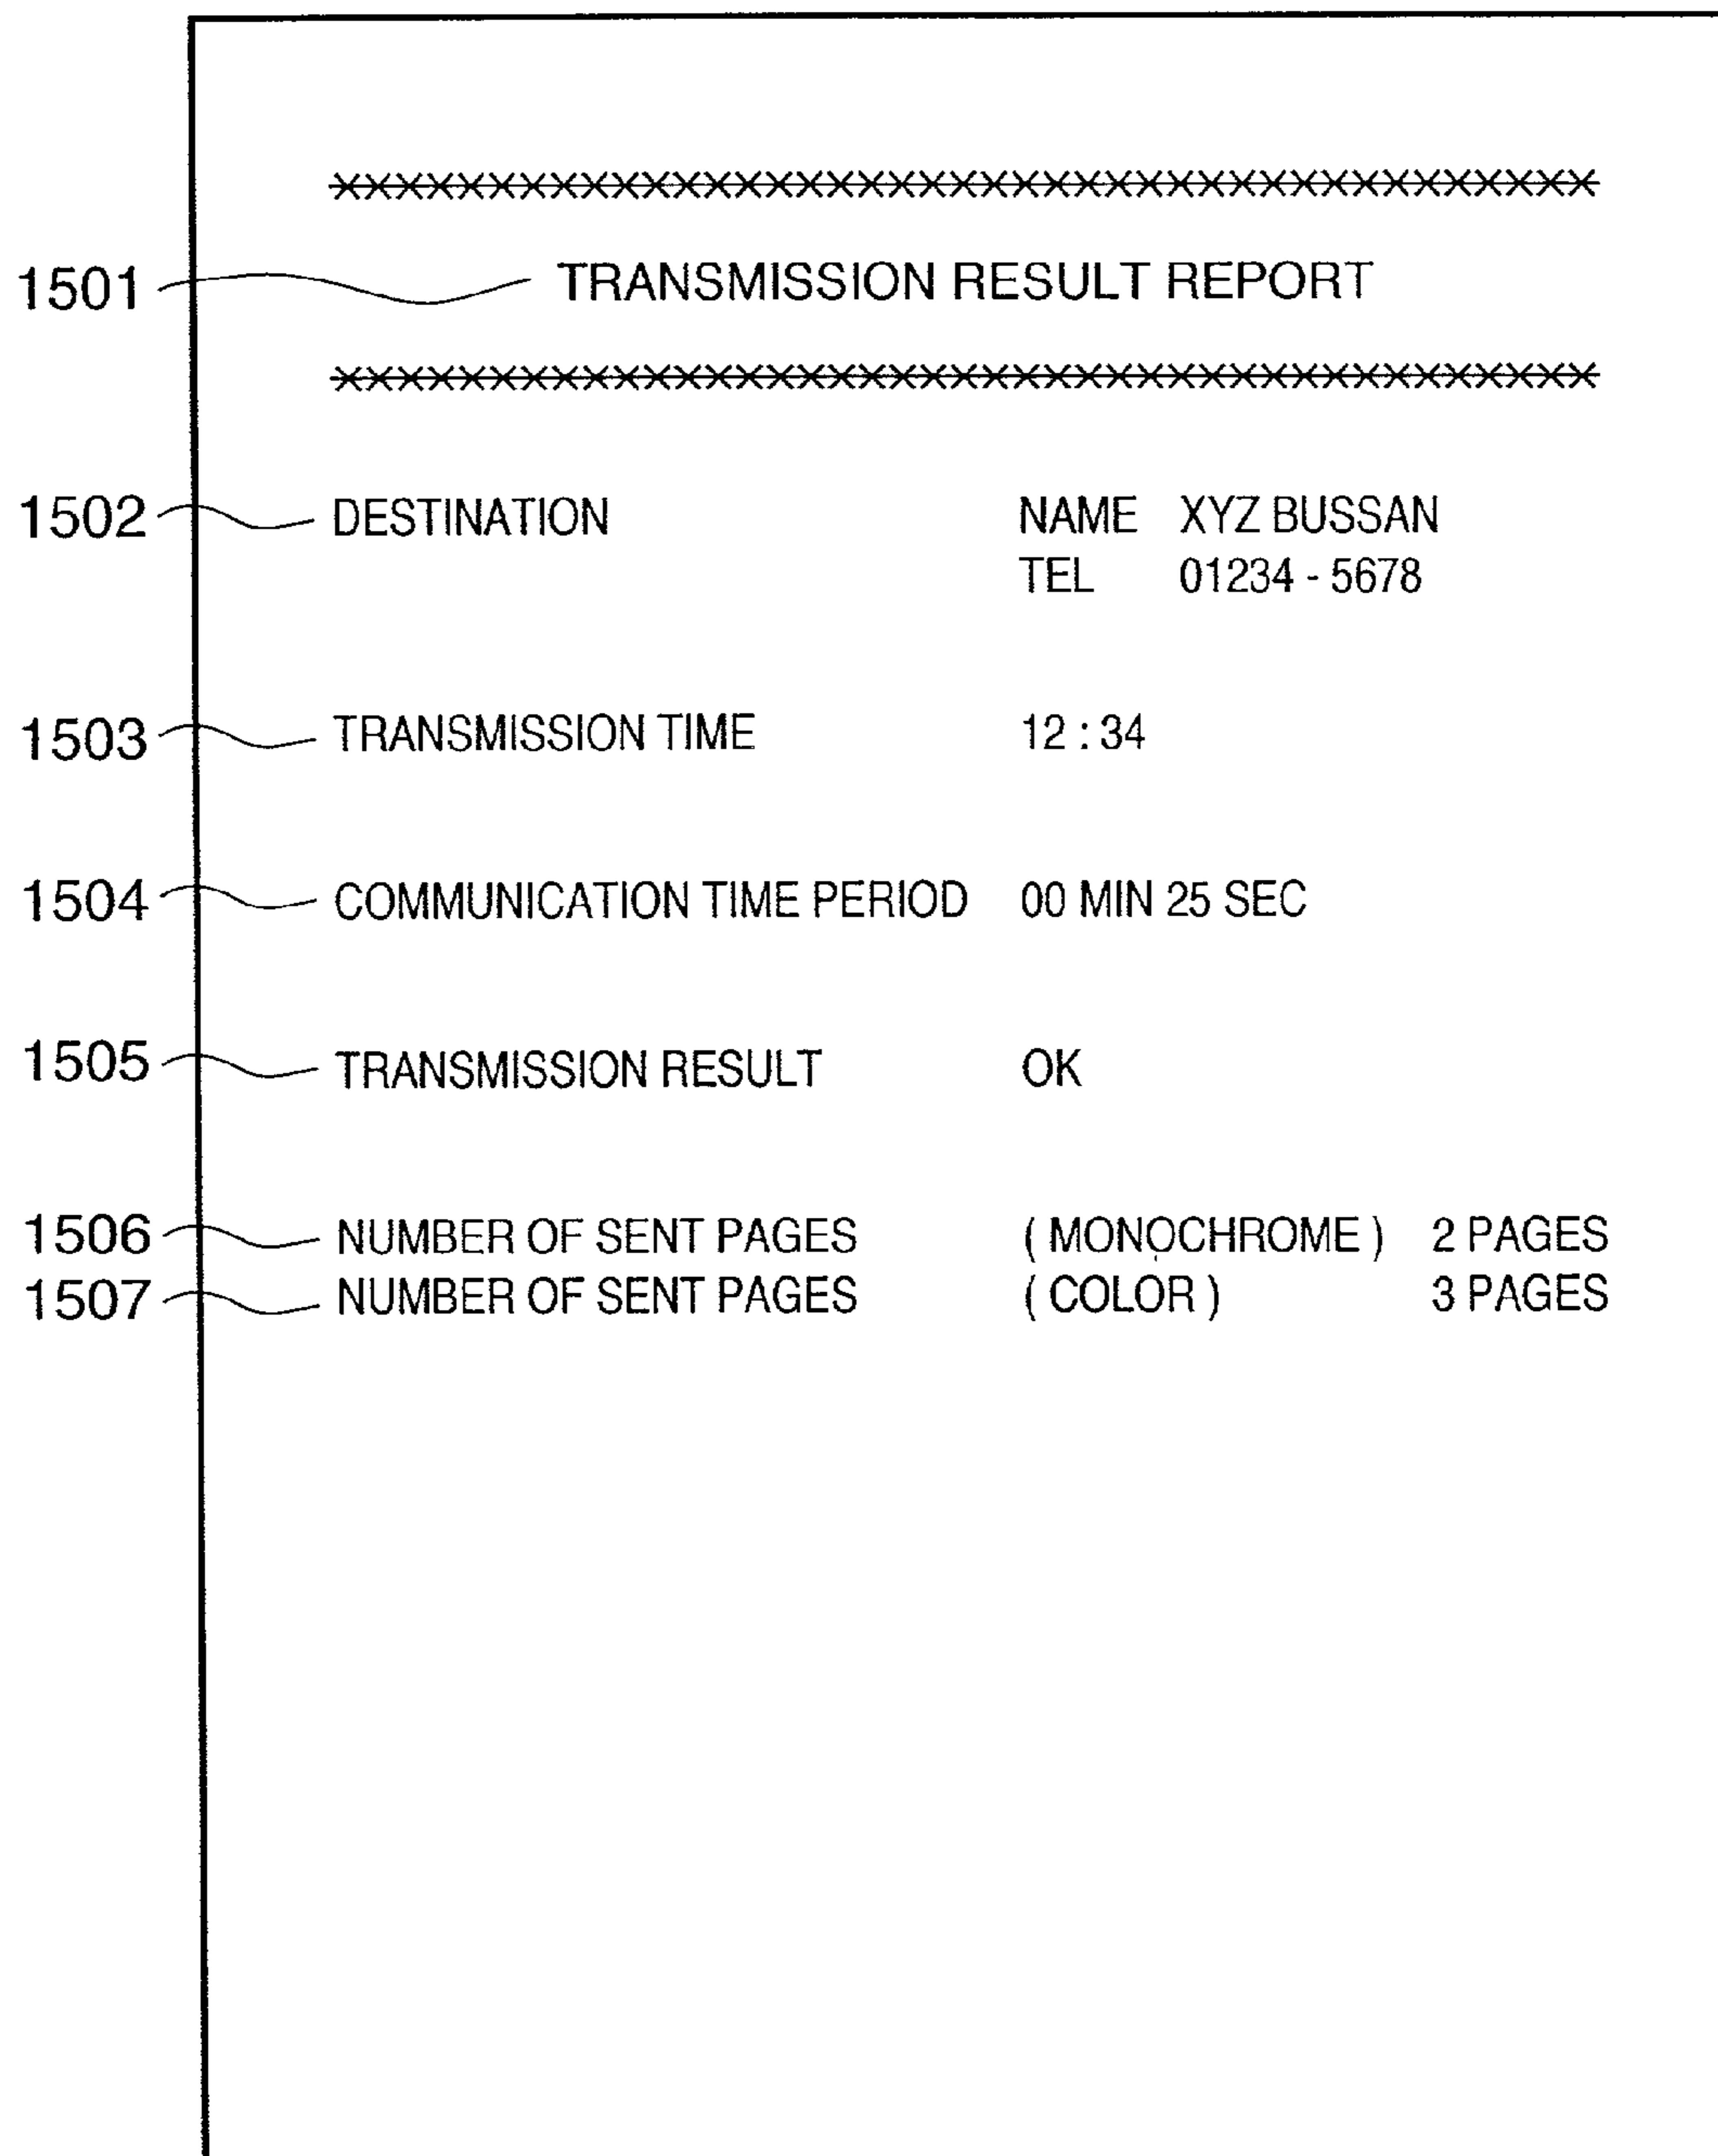 1501 TRANSMISSION RESULT REPORT
1502 DESTINATION NAME XYZ BUSSAN
TEL 01234 - 5678
1503 TRANSMISSION TIME 12 : 34
1504 COMMUNICATION TIME PERIOD 00 MIN 25 SEC
1505 TRANSMISSION RESULT OK
1506 NUMBER OF SENT PAGES ( MONOCHROME ) 2 PAGES
1507 NUMBER OF SENT PAGES ( COLOR ) 3 PAGES